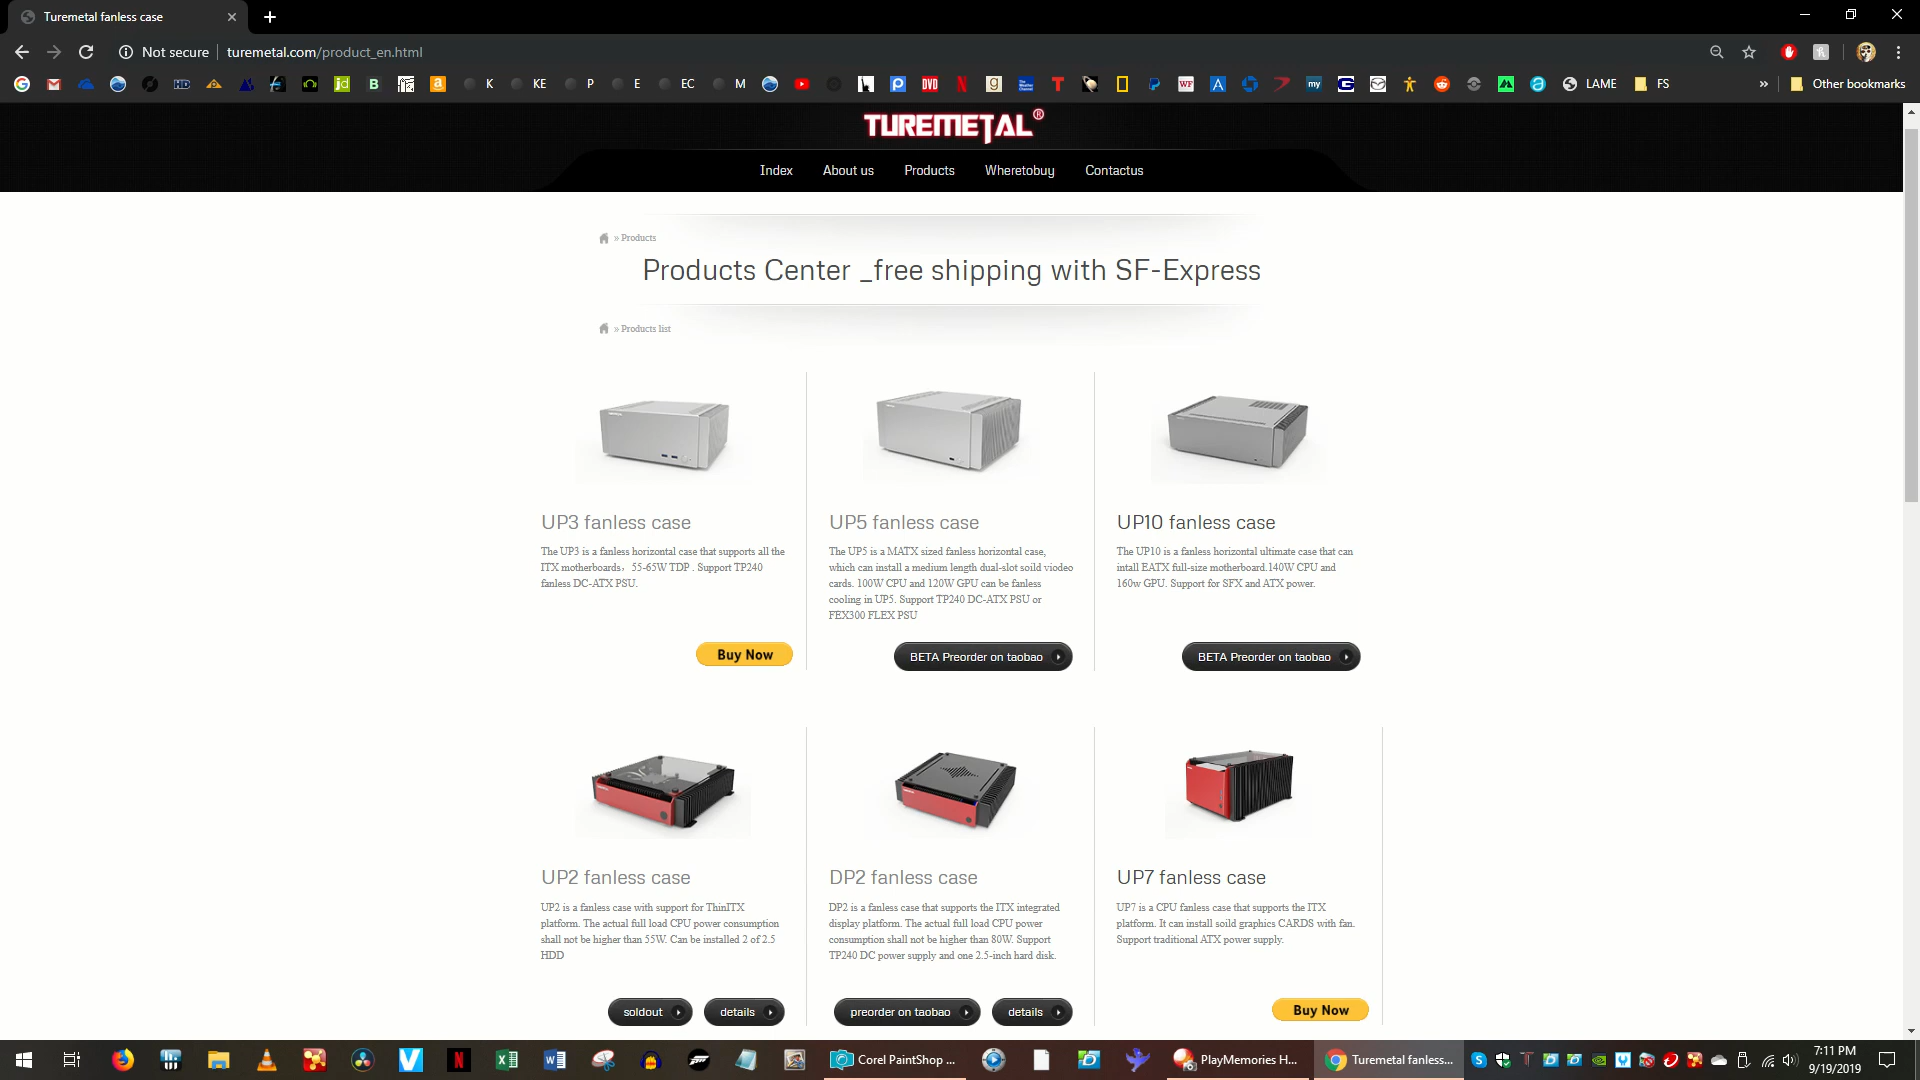 Turemetal fanless case
Not secure
turemetal.com/product_en.html
K
KE
P
E
EC
M
LAME
FS
Other bookmarks
TUREMETAL®
Index
About us
Products
Wheretobuy
Contactus
» Products
Products Center _free shipping with SF-Express
» Products list
UP3 fanless case
The UP3 is a fanless horizontal case that supports all the
ITX motherboards，55-65W TDP . Support TP240
fanless DC-ATX PSU.
Buy Now
UP5 fanless case
The UP5 is a MATX sized fanless horizontal case,
which can install a medium length dual-slot soild viodeo
cards. 100W CPU and 120W GPU can be fanless
cooling in UP5. Support TP240 DC-ATX PSU or
FEX300 FLEX PSU
BETA Preorder on taobao
UP10 fanless case
The UP10 is a fanless horizontal ultimate case that can
intall EATX full-size motherboard.140W CPU and
160w GPU. Support for SFX and ATX power.
BETA Preorder on taobao
UP2 fanless case
UP2 is a fanless case with support for ThinITX
platform. The actual full load CPU power consumption
shall not be higher than 55W. Can be installed 2 of 2.5
HDD
soldout
details
DP2 fanless case
DP2 is a fanless case that supports the ITX integrated
display platform. The actual full load CPU power
consumption shall not be higher than 80W. Support
TP240 DC power supply and one 2.5-inch hard disk.
preorder on taobao
details
UP7 fanless case
UP7 is a CPU fanless case that supports the ITX
platform. It can install soild graphics CARDS with fan.
Support traditional ATX power supply.
Buy Now
Corel PaintShop ...
PlayMemories H...
Turemetal fanless...
7:11 PM
9/19/2019